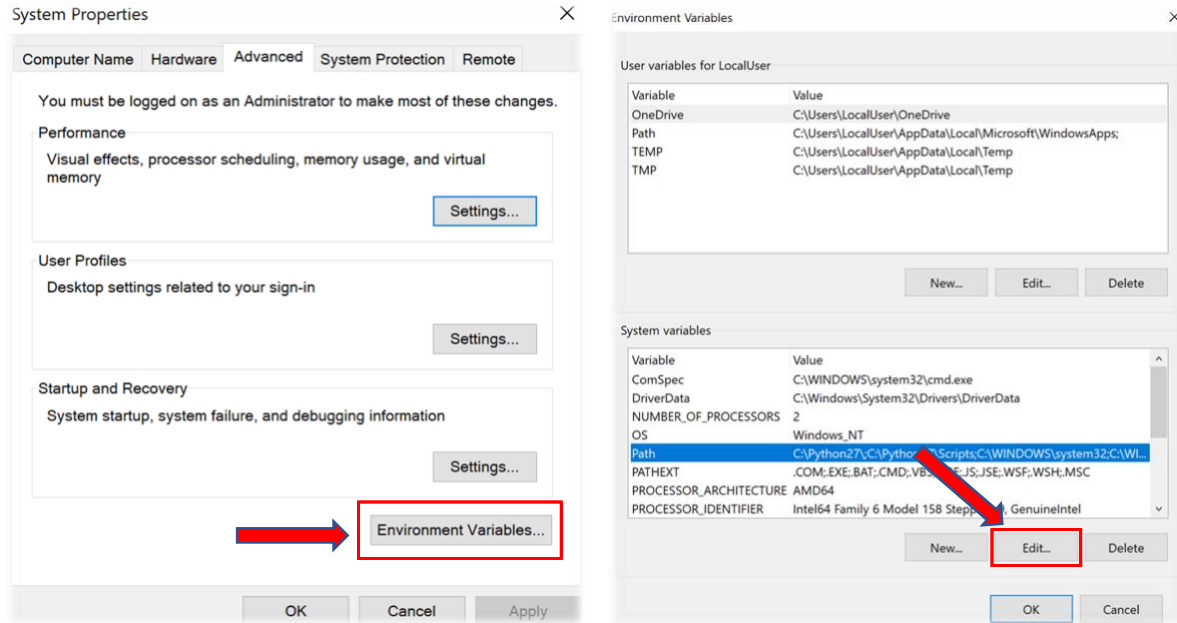 System Properties
Computer Name Hardware Advanced System Protection Remote
You must be logged on as an Administrator to make most of these changes.
Performance
Visual effects, processor scheduling, memory usage, and virtual
memory
Settings...
User Profiles
Desktop settings related to your sign-in
Settings...
Startup and Recovery
System startup, system failure, and debugging information
Settings...
Environment Variables...
OK Cancel Apply
Environment Variables
User variables for LocalUser
Variable Value
OneDrive C:\Users\LocalUser\OneDrive
Path C:\Users\LocalUser\AppData\Local\Microsoft\WindowsApps;
TEMP C:\Users\LocalUser\AppData\Local\Temp
TMP C:\Users\LocalUser\AppData\Local\Temp
New... Edit... Delete
System variables
Variable Value
ComSpec C:\WINDOWS\system32\cmd.exe
DriverData C:\Windows\System32\Drivers\DriverData
NUMBER_OF_PROCESSORS 2
OS Windows_NT
Path C:\Python27\;C:\Python27\Scripts;C:\WINDOWS\system32;C:\WI...
PATHEXT .COM;.EXE;.BAT;.CMD;.VBS;.JS;.JSE;.WSF;.WSH;.MSC
PROCESSOR_ARCHITECTURE AMD64
PROCESSOR_IDENTIFIER Intel64 Family 6 Model 158 GenuineIntel
New... Edit... Delete
OK Cancel